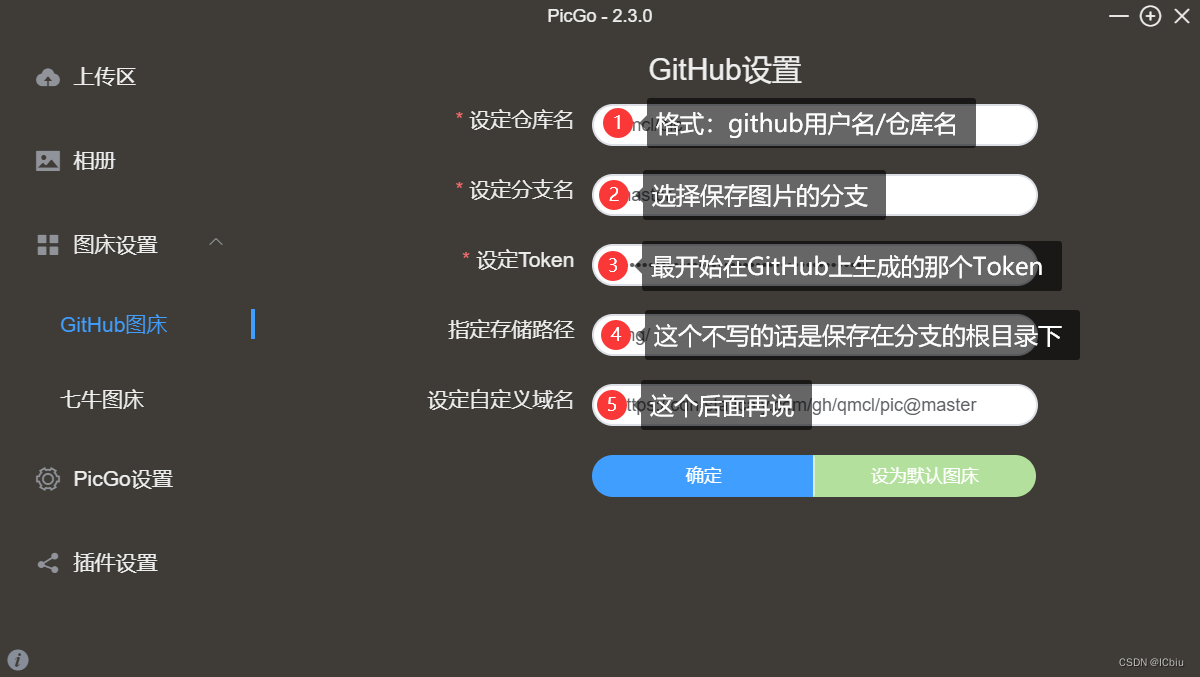 PicGo - 2.3.0
上传区
相册
图床设置
GitHub图床
七牛图床
PicGo设置
插件设置
GitHub设置
* 设定仓库名
1 格式：github用户名/仓库名
* 设定分支名
2 选择保存图片的分支
* 设定Token
3 最开始在GitHub上生成的那个Token
指定存储路径
4 这个不写的话是保存在分支的根目录下
设定自定义域名
5 这个后面再说 /gh/qmcl/pic@master
确定 设为默认图床
CSDN @ICbiu